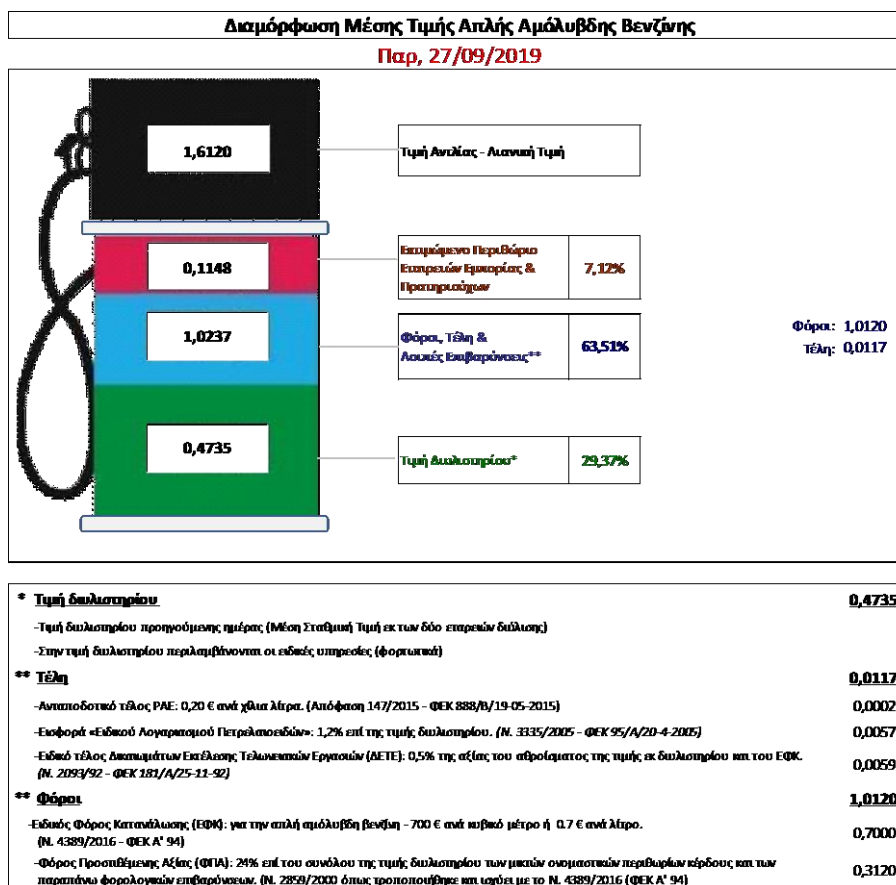 Διαμόρφωση Μέσης Τιμής Απλής Αμόλυβδης Βενζίνης
Παρ, 27/09/2019
1,6120
Τιμή Αντλίας - Λιανική Τιμή
0,1148
Εκτιμώμενο Περιθώριο
Εταιρειών Εμπορίας &
Πρατηριούχων
7,12%
1,0237
Φόροι, Τέλη &
Λοιπές Επιβαρύνσεις**
63,51%
Φόροι: 1,0120
Τέλη: 0,0117
0,4735
Τιμή Διυλιστηρίου*
29,37%
* Τιμή διυλιστηρίου 0,4735
-Τιμή διυλιστηρίου προηγούμενης ημέρας (Μέση Σταθμική Τιμή εκ των δύο εταρειών διύλισης)
-Στην τιμή διυλιστηρίου περιλαμβάνονται οι ειδικές υπηρεσίες (φορτωτικά)
** Τέλη 0,0117
-Ανταποδοτικό τέλος ΡΑΕ: 0,20 € ανά χίλια λίτρα. (Απόφαση 147/2015 - ΦΕΚ 888/Β/19-05-2015) 0,0002
-Εισφορά «Ειδικού Λογαριασμού Πετρελαιοειδών»: 1,2% επί της τιμής διυλιστηρίου. (Ν. 3335/2005 - ΦΕΚ 95/Α/20-4-2005) 0,0057
-Ειδικό τέλος Δικαιωμάτων Εκτέλεσης Τελωνειακών Εργασιών (ΔΕΤΕ): 0,5% της αξίας του αθροίσματος της τιμής εκ διυλιστηρίου και του ΕΦΚ.
(Ν. 2093/92 - ΦΕΚ 181/Α/25-11-92) 0,0059
** Φόροι 1,0120
-Ειδικός Φόρος Κατανάλωσης (ΕΦΚ): για την απλή αμόλυβδη βενζίνη - 700 € ανά κυβικό μέτρο ή 0.7 € ανά λίτρο.
(Ν. 4389/2016 - ΦΕΚ Α' 94) 0,7000
-Φόρος Προστιθέμενης Αξίας (ΦΠΑ): 24% επί του συνόλου της τιμής διυλιστηρίου των μικτών ονομαστικών περιθωρίων κέρδους και των
παραπάνω φορολογικών επιβαρύνσεων. (Ν. 2859/2000 όπως τροποποιήθηκε και ισχύει με το Ν. 4389/2016 (ΦΕΚ Α' 94) 0,3120